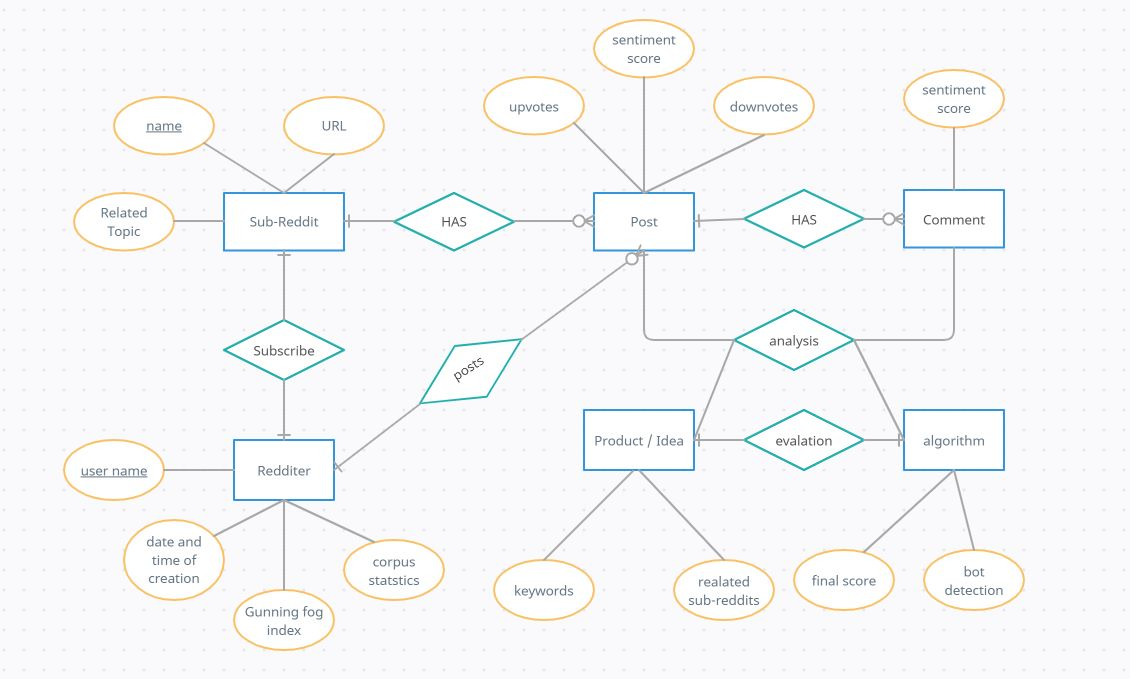 sentiment
score
upvotes
downvotes
sentiment
score
name
URL
Related
Topic
Sub-Reddit
HAS
Post
HAS
Comment
Subscribe
posts
analysis
Product / Idea
evalation
algorithm
user name
Redditer
date and
time of
creation
corpus
statstics
Gunning fog
index
keywords
realated
sub-reddits
final score
bot
detection